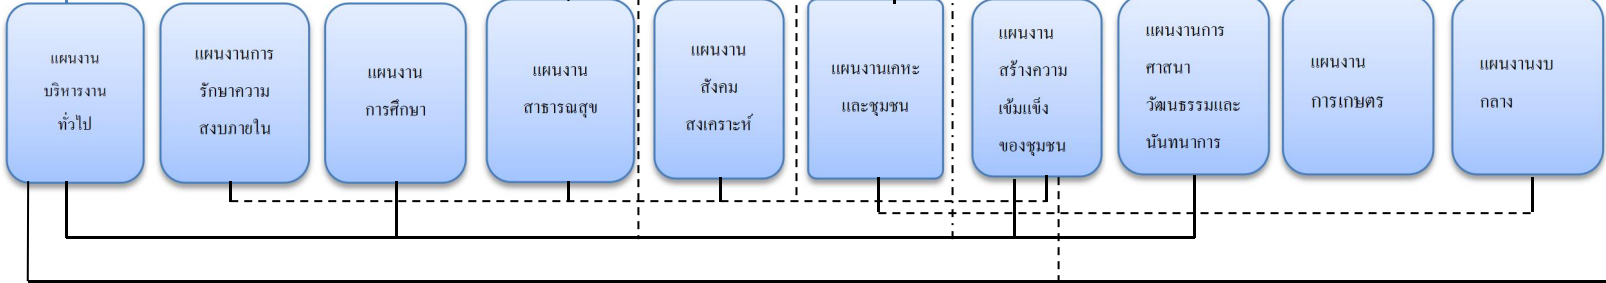 แผนงาน
บริหารงาน
ทั่วไป
แผนงานการ
รักษาความ
สงบภายใน
แผนงาน
การศึกษา
แผนงาน
สาธารณสุข
แผนงาน
สังคม
สงเคราะห์
แผนงานเคหะ
และชุมชน
แผนงาน
สร้างความ
เข้มแข็ง
ของชุมชน
แผนงานการ
ศาสนา
วัฒนธรรมและ
นันทนาการ
แผนงาน
การเกษตร
แผนงานงบ
กลาง